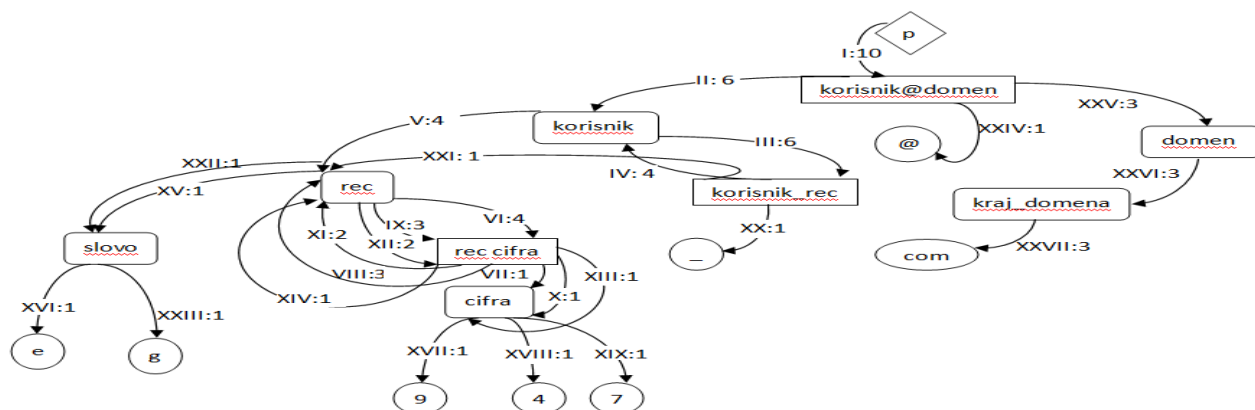 p
I:10
II: 6
korisnik@domen
XXV:3
V:4
korisnik
XXIV:1
III:6
@
domen
XXII:1
XXI: 1
IV: 4
XXVI:3
XV:1
rec
korisnik_rec
kraj_domena
IX:3
VI:4
XI:2
XII:2
XX:1
slovo
rec cifra
_
com
XXVII:3
VIII:3
VII:1
XIII:1
XIV:1
X:1
cifra
XVI:1
XXIII:1
XVII:1
XVIII:1
XIX:1
e
g
9
4
7